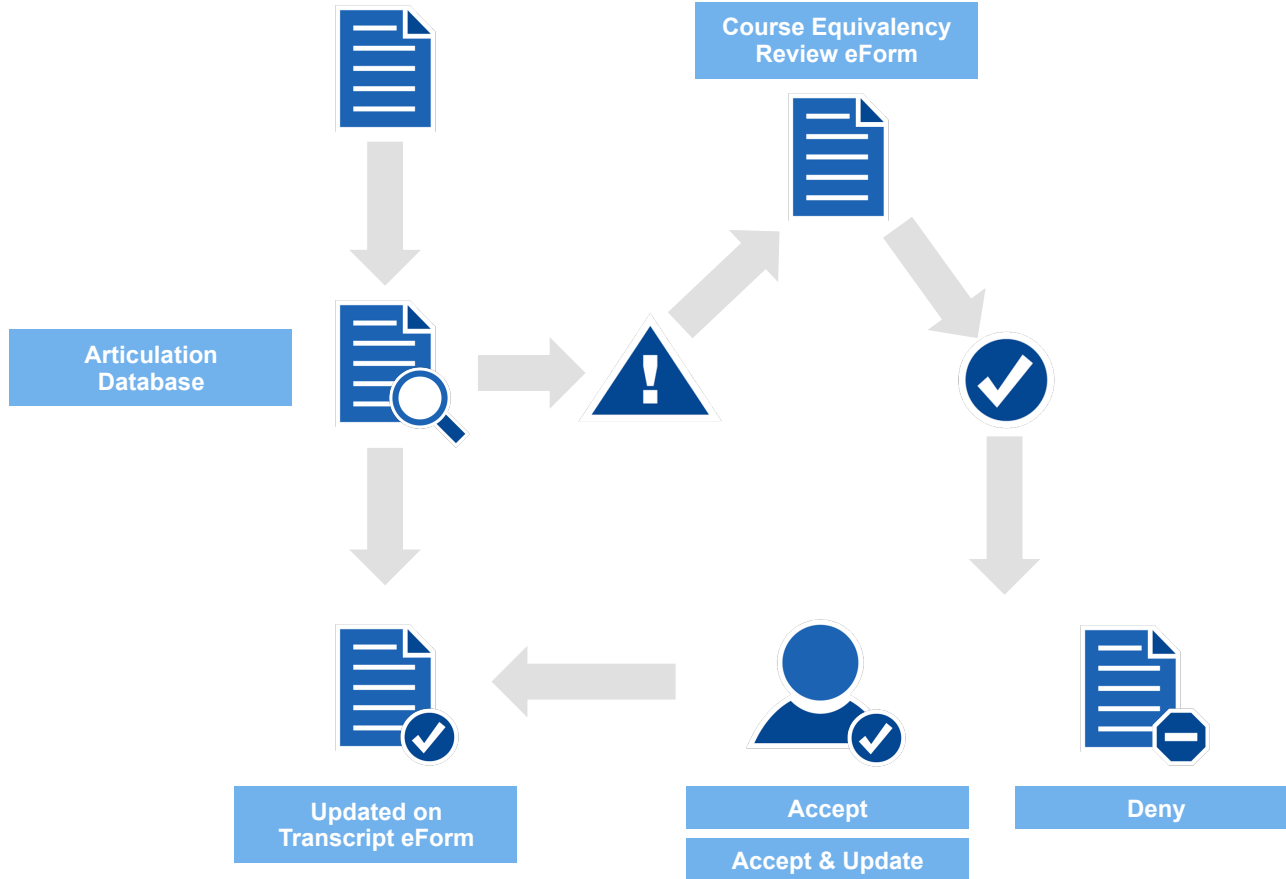 Course Equivalency
Review eForm
Articulation
Database
Updated on
Transcript eForm
Accept
Accept & Update
Deny